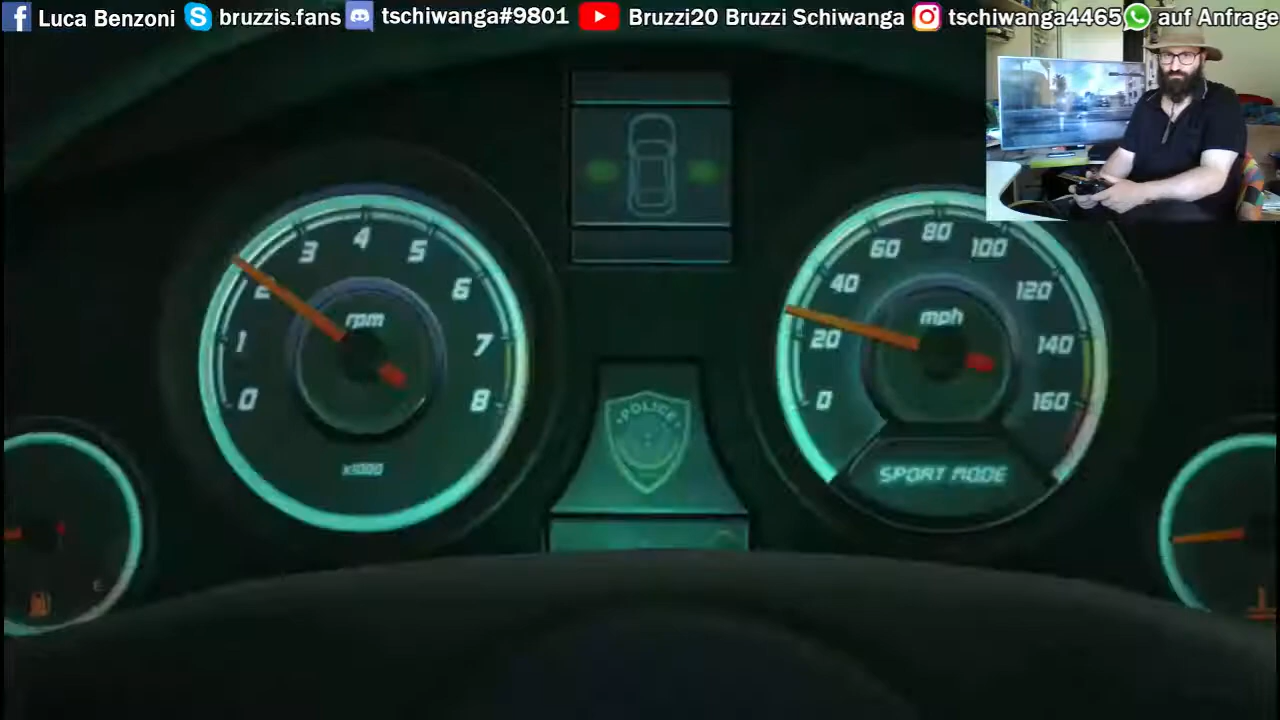 Luca Benzoni bruzzis.fans tschiwanga#9801 Bruzzi20 Bruzzi Schiwanga tschiwanga4465 auf Anfrage
0 1 2 3 4 5 6 7 8
rpm
x1000
POLICE
0 20 40 60 80 100 120 140 160
mph
SPORT MODE
E